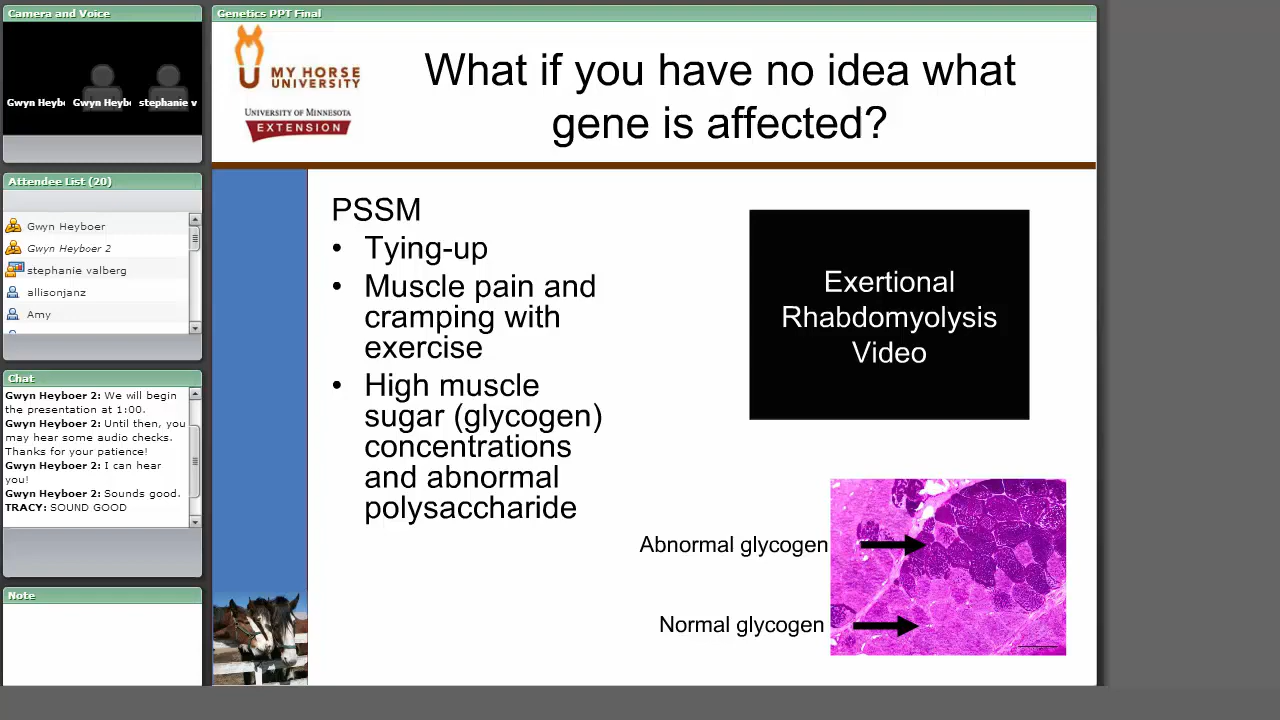 Camera and Voice
Gwyn Heyb
Gwyn Heyb
stephanie v
Attendee List (20)
Gwyn Heyboer
Gwyn Heyboer 2
stephanie valberg
allisonjanz
Amy
Chat
Gwyn Heyboer 2: We will begin
the presentation at 1:00.
Gwyn Heyboer 2: Until then, you
may hear some audio checks.
Thanks for your patience!
Gwyn Heyboer 2: I can hear
you!
Gwyn Heyboer 2: Sounds good.
TRACY: SOUND GOOD
Note
Genetics PPT Final
MY HORSE
UNIVERSITY
UNIVERSITY OF MINNESOTA
EXTENSION
What if you have no idea what
gene is affected?
PSSM
• Tying-up
• Muscle pain and
cramping with
exercise
• High muscle
sugar (glycogen)
concentrations
and abnormal
polysaccharide
Exertional
Rhabdomyolysis
Video
Abnormal glycogen
Normal glycogen